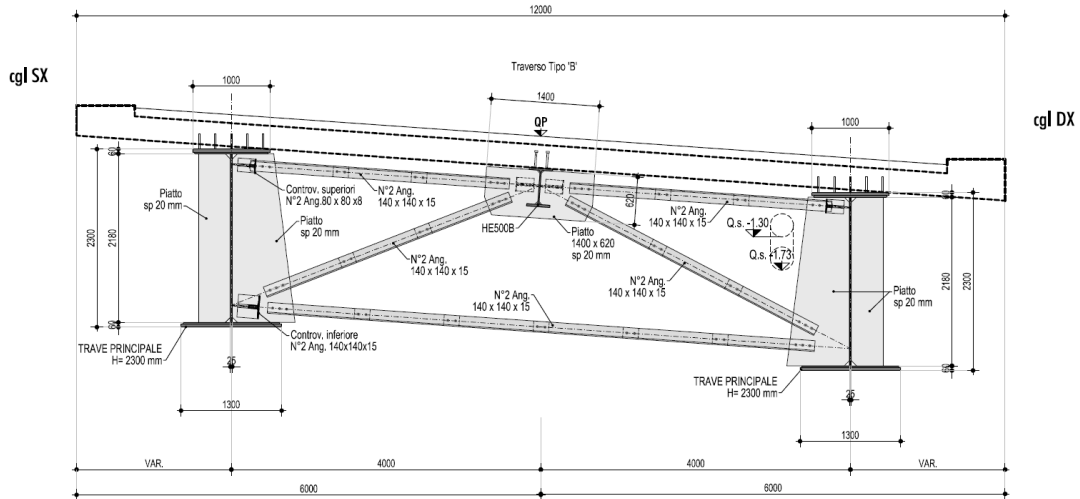 12000
cgl SX
Traverso Tipo 'B'
1000
1400
QP
1000
cgl DX
60
N°2 Ang.
140 x 140 x 15
Controv. superiori
N°2 Ang.80 x 80 x8
Piatto
sp 20 mm
Piatto
sp 20 mm
2300
2180
HE500B
620
Piatto
1400 x 620
sp 20 mm
N°2 Ang.
140 x 140 x 15
Q.s. -1.30
Q.s. -1.73
60
N°2 Ang.
140 x 140 x 15
N°2 Ang.
140 x 140 x 15
Piatto
sp 20 mm
2180
2300
N°2 Ang.
140 x 140 x 15
60
Controv. inferiore
N°2 Ang. 140x140x15
TRAVE PRINCIPALE
H= 2300 mm
25
1300
TRAVE PRINCIPALE
H= 2300 mm
60
25
1300
VAR.
4000
4000
VAR.
6000
6000